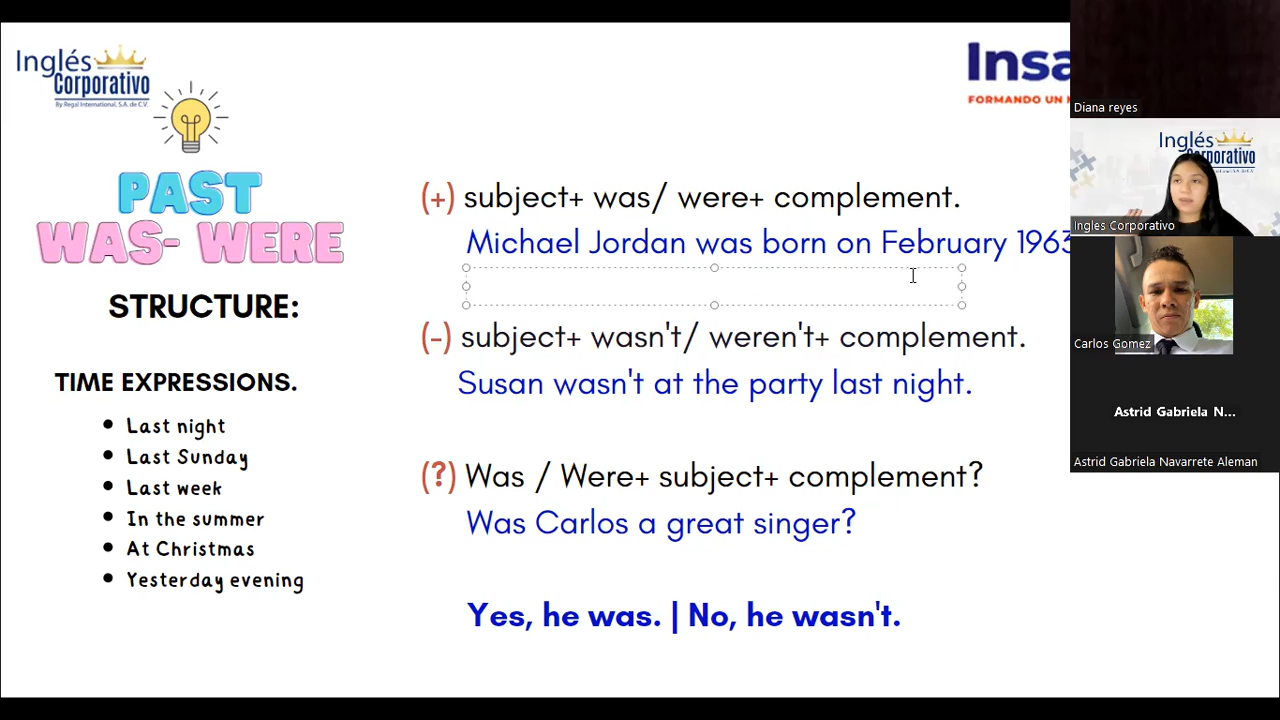 Inglés
Corporativo
By Regal International, S.A. de C.V.
PAST
WAS- WERE
STRUCTURE:
TIME EXPRESSIONS.
Last night
Last Sunday
Last week
In the summer
At Christmas
Yesterday evening
Insa
FORMANDO UN
(+) subject+ was/ were+ complement.
Michael Jordan was born on February 1963
(-) subject+ wasn't/ weren't+ complement.
Susan wasn't at the party last night.
(?) Was / Were+ subject+ complement?
Was Carlos a great singer?
Yes, he was. | No, he wasn't.
Diana reyes
Inglés
Corporativo
Ingles Corporativo
Carlos Gomez
Astrid Gabriela N...
Astrid Gabriela Navarrete Aleman